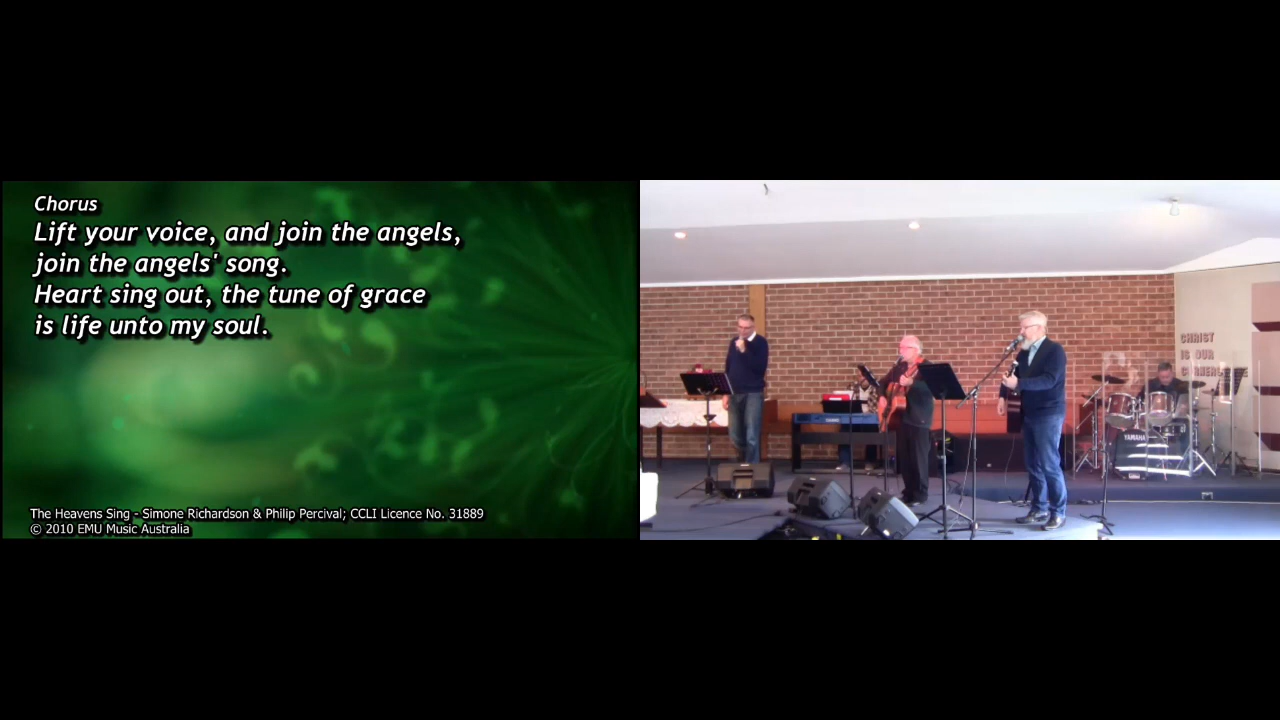 Chorus
Lift your voice, and join the angels,
join the angels' song.
Heart sing out, the tune of grace
is life unto my soul.
The Heavens Sing - Simone Richardson & Philip Percival; CCLI Licence No. 31889
© 2010 EMU Music Australia
CHRIST
IS OUR
YAMAHA